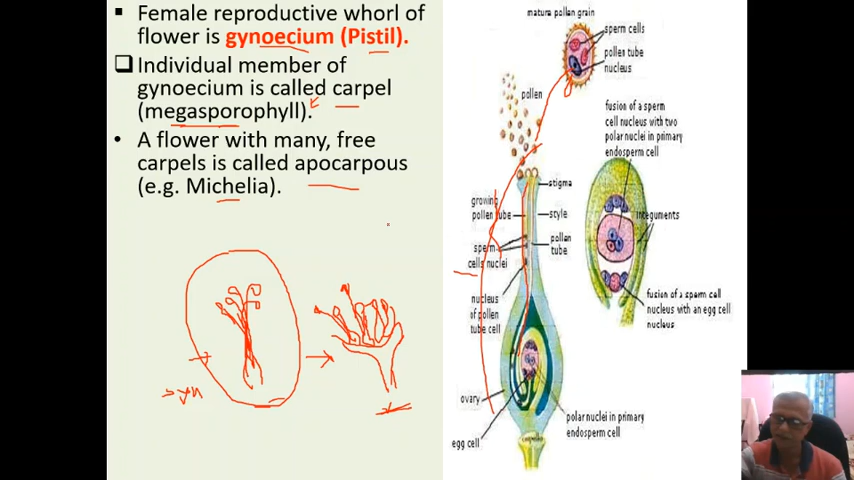 Female reproductive whorl of
flower is gynoecium (Pistil).
Individual member of
gynoecium is called carpel
(megasporophyll).
A flower with many, free
carpels is called apocarpous
(e.g. Michelia).
mature pollen grain
sperm cells
pollen tube
nucleus
pollen
fusion of a sperm
cell nucleus with two
polar nuclei in primary
endosperm cell
stigma
growing
pollen tube
style
integuments
pollen
tube
sperm
cells nuclei
nucleus
of pollen
tube cell
fusion of a sperm cell
nucleus with an egg cell
nucleus
ovary
polar nuclei in primary
endosperm cell
egg cell